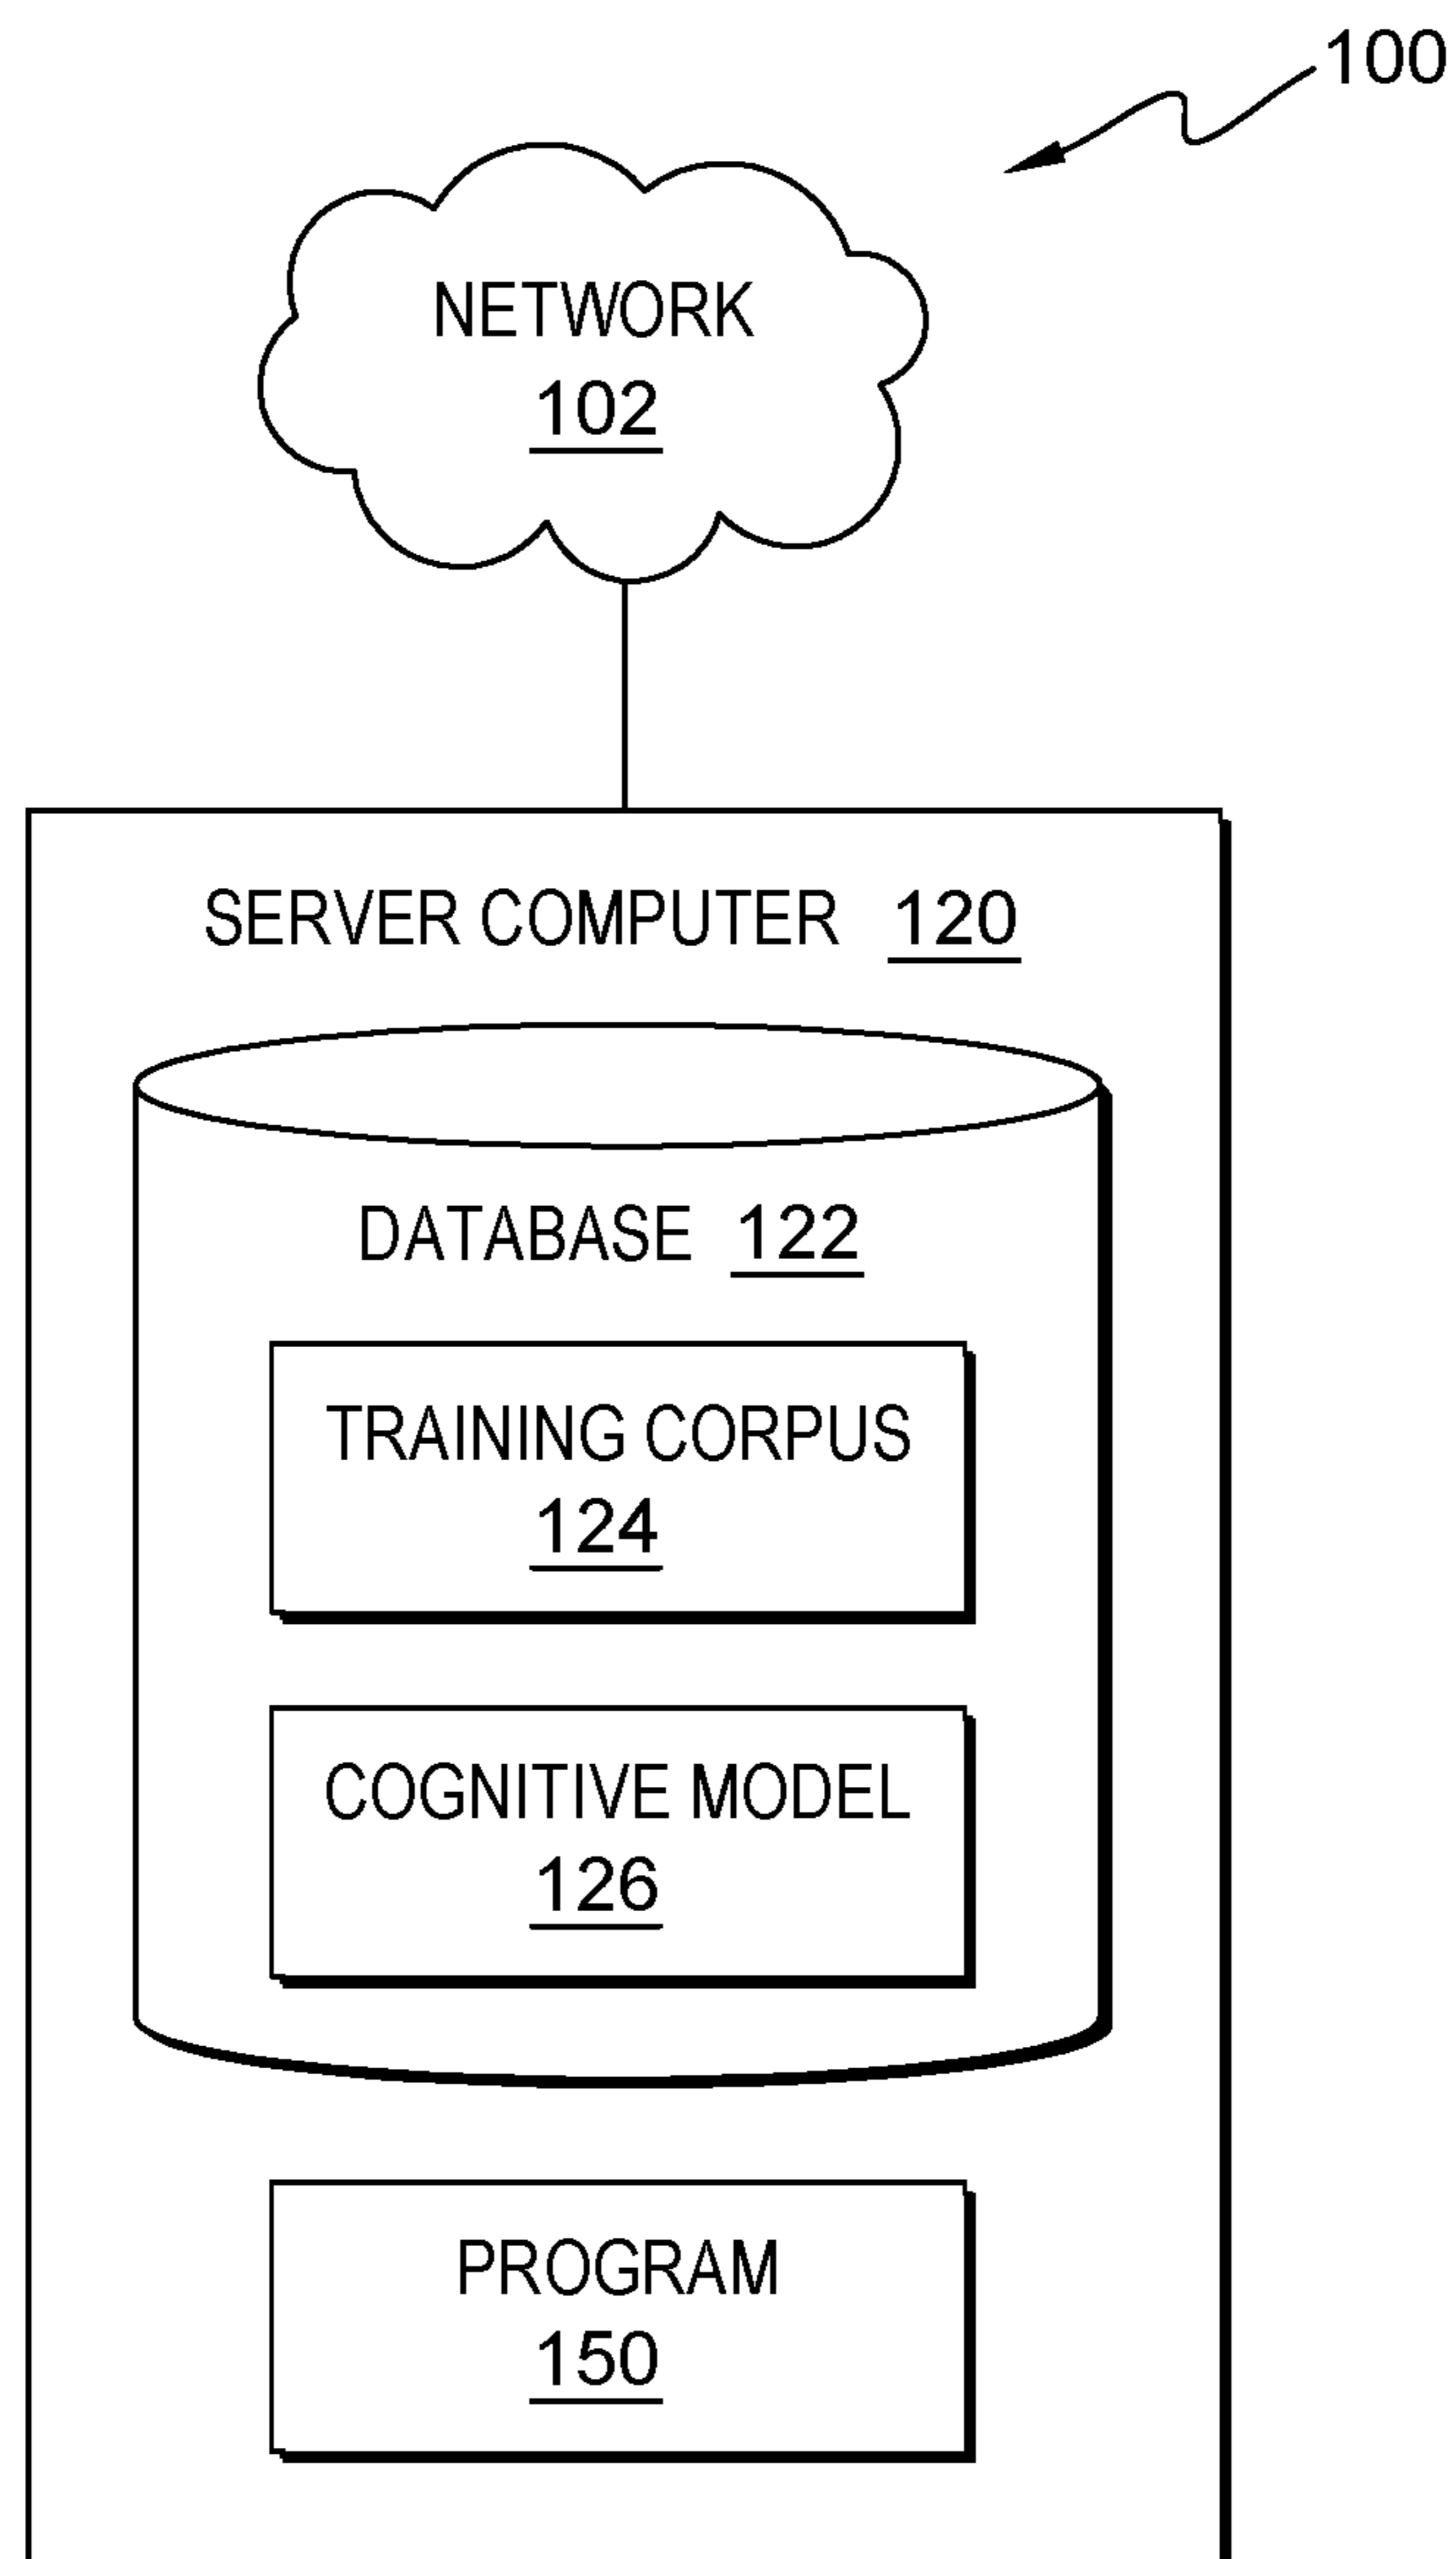 100
NETWORK
102
SERVER COMPUTER 120
DATABASE 122
TRAINING CORPUS
124
COGNITIVE MODEL
126
PROGRAM
150